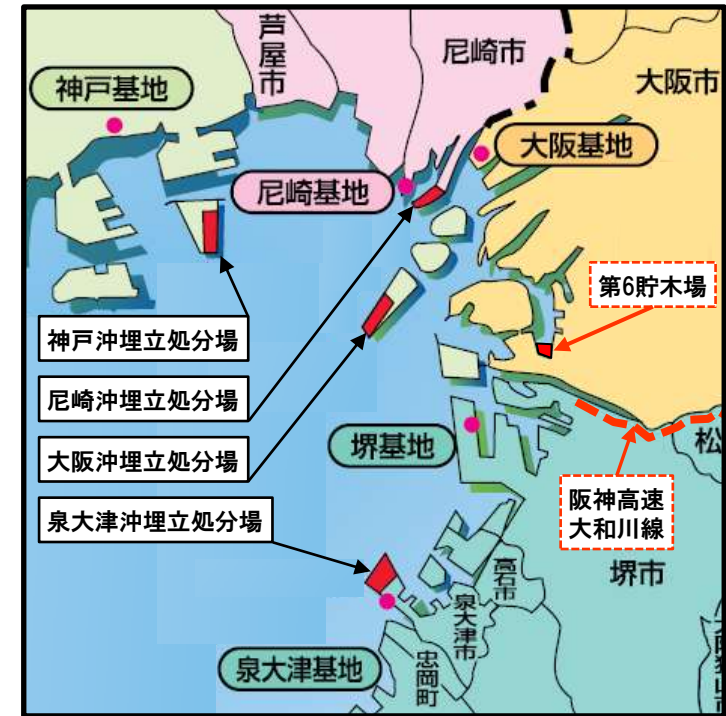 芦屋市
尼崎市
大阪市
神戸基地
大阪基地
尼崎基地
第6貯木場
神戸沖埋立処分場
尼崎沖埋立処分場
大阪沖埋立処分場
泉大津沖埋立処分場
堺基地
松
阪神高速
大和川線
堺市
高石市
泉大津市
忠岡町
泉大津基地